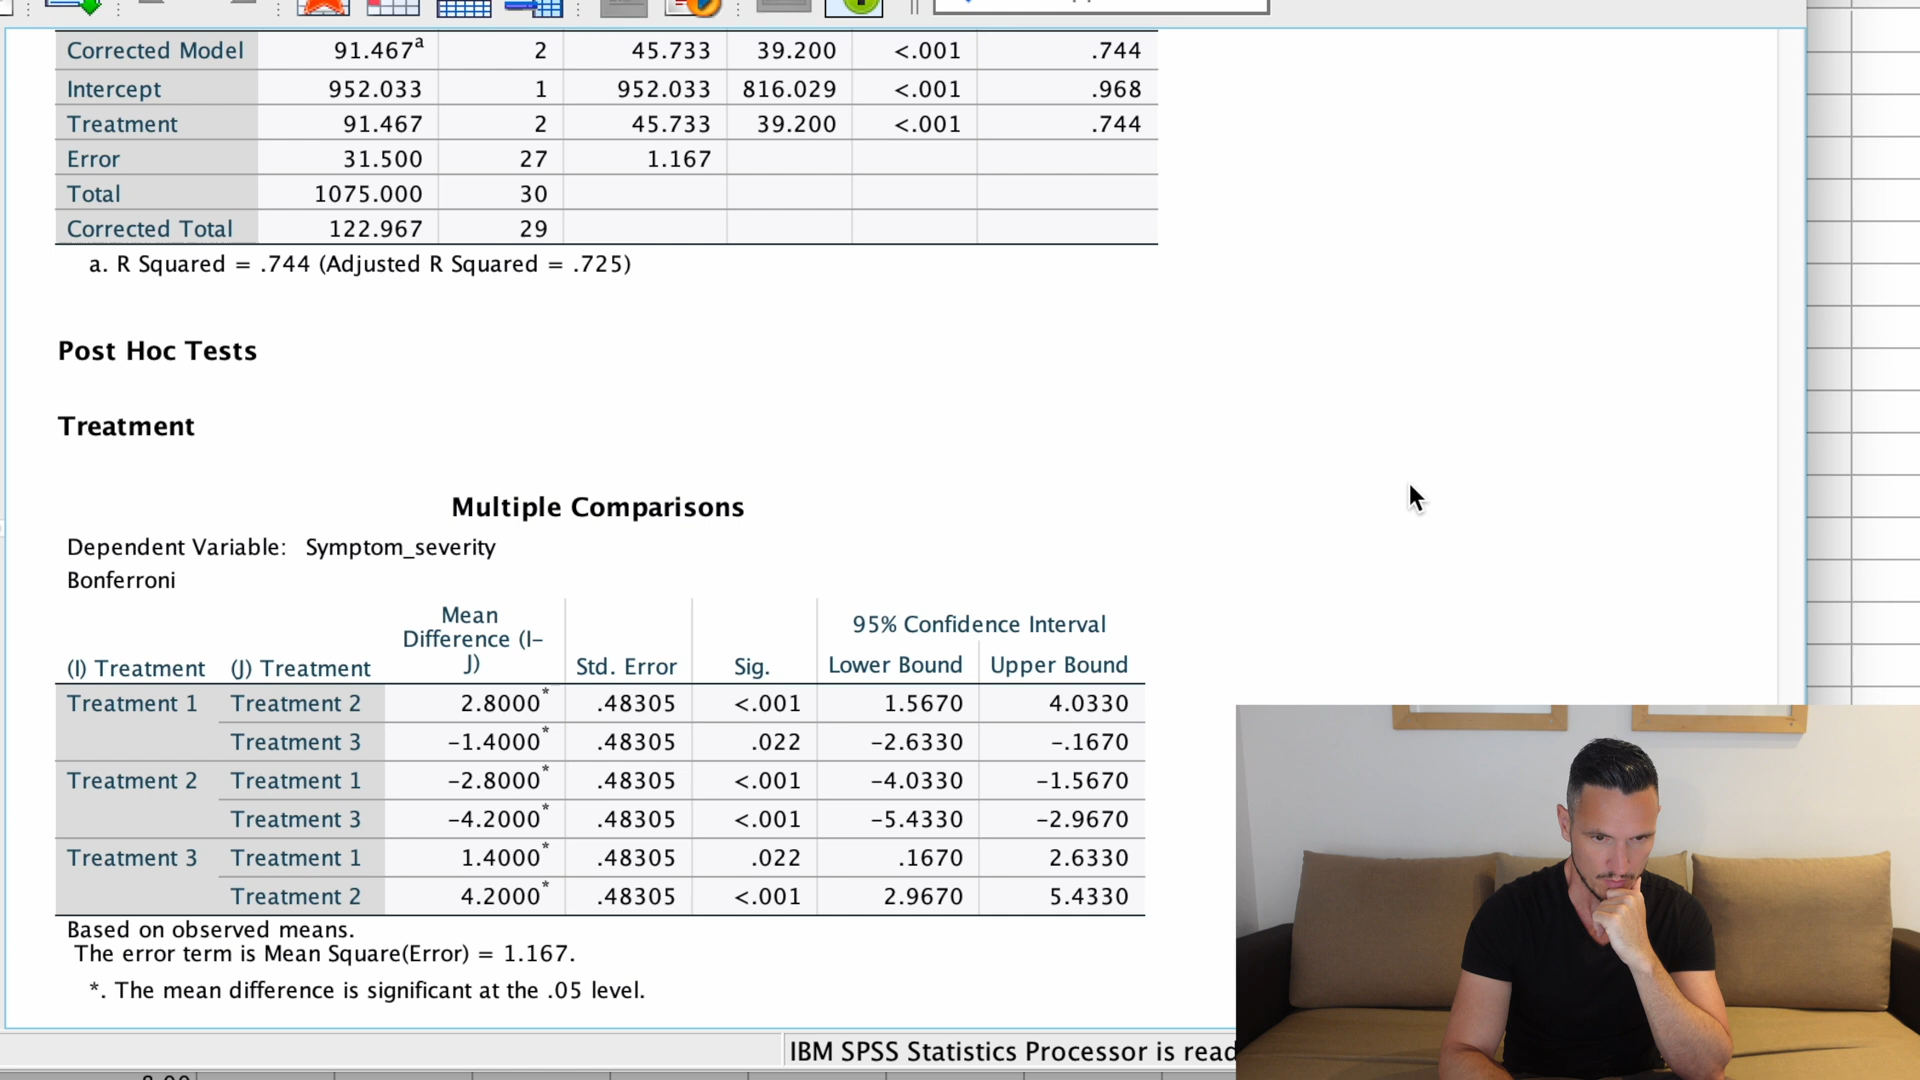 Corrected Model 91.467a 2 45.733 39.200 <.001 .744
Intercept 952.033 1 952.033 816.029 <.001 .968
Treatment 91.467 2 45.733 39.200 <.001 .744
Error 31.500 27 1.167
Total 1075.000 30
Corrected Total 122.967 29
a. R Squared = .744 (Adjusted R Squared = .725)
Post Hoc Tests
Treatment
Multiple Comparisons
Dependent Variable: Symptom_severity
Bonferroni
(I) Treatment (J) Treatment Mean Difference (I-J) Std. Error Sig. 95% Confidence Interval
Lower Bound Upper Bound
Treatment 1 Treatment 2 2.8000* .48305 <.001 1.5670 4.0330
Treatment 3 -1.4000* .48305 .022 -2.6330 -.1670
Treatment 2 Treatment 1 -2.8000* .48305 <.001 -4.0330 -1.5670
Treatment 3 -4.2000* .48305 <.001 -5.4330 -2.9670
Treatment 3 Treatment 1 1.4000* .48305 .022 .1670 2.6330
Treatment 2 4.2000* .48305 <.001 2.9670 5.4330
Based on observed means.
The error term is Mean Square(Error) = 1.167.
*. The mean difference is significant at the .05 level.
IBM SPSS Statistics Processor is read